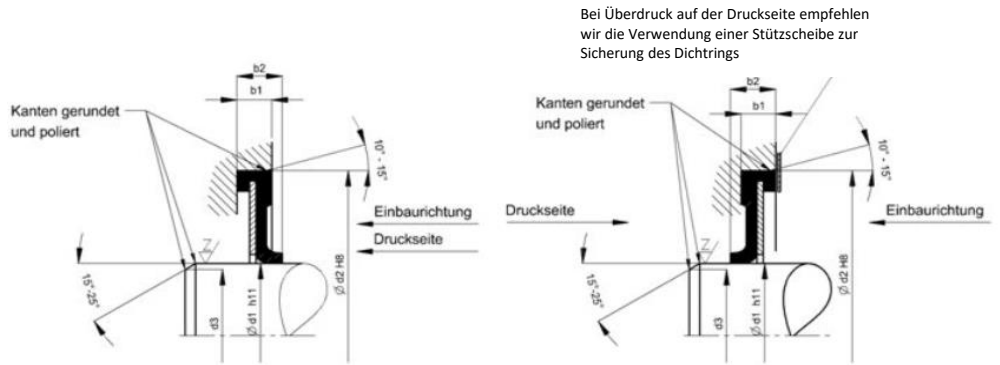 Bei Überdruck auf der Druckseite empfehlen
wir die Verwendung einer Stützscheibe zur
Sicherung des Dichtrings
b2
b1
Kanten gerundet
und poliert
10° - 15°
Einbaurichtung
Druckseite
Z
15°-25°
d3
Ø d1 h11
Ø d2 H8
b2
b1
Kanten gerundet
und poliert
10° - 15°
Druckseite
Einbaurichtung
Z
15°-25°
d3
Ø d1 h11
Ø d2 H8